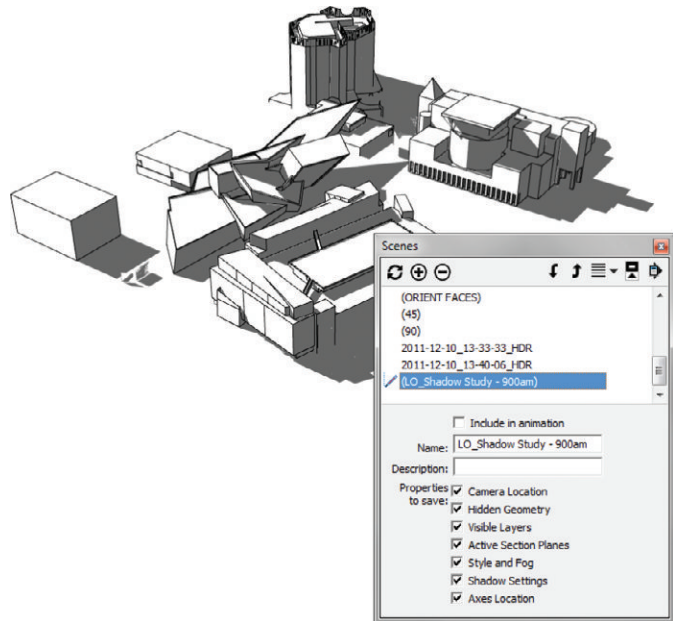 Scenes
(ORIENT FACES)
(45)
(90)
2011-12-10_13-33-33_HDR
2011-12-10_13-40-06_HDR
(LO_Shadow Study - 900am)
Include in animation
Name: LO_Shadow Study - 900am
Description:
Properties to save:
Camera Location
Hidden Geometry
Visible Layers
Active Section Planes
Style and Fog
Shadow Settings
Axes Location